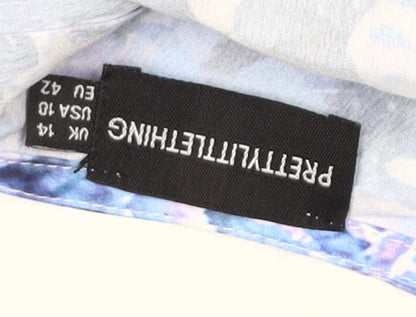 PRETTYLITTLETHING
UK 14
USA 10
EU 42